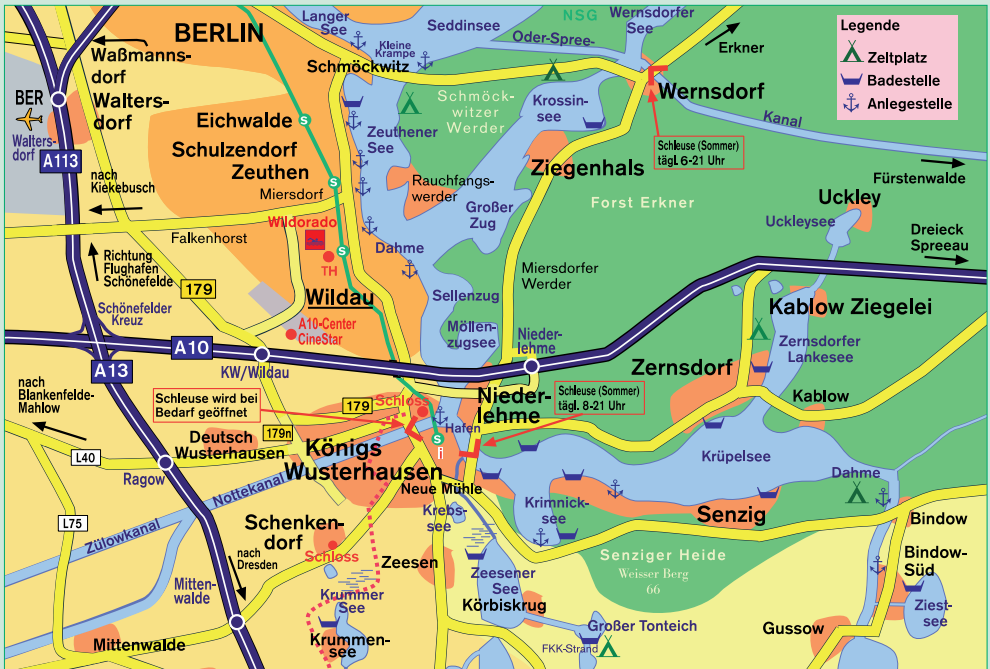 Langer
See
Seddinsee
NSG
Wernsdorfer
See
Oder-Spree-
Erkner
Legende
Zeltplatz
Badestelle
Anlegestelle
BERLIN
Waßmanns-
dorf
Kleine
Krampe
Schmöckwitz
BER
Walters-
dorf
Walters-
dorf
A113
Eichwalde
S
Schmöck-
witzer
Werder
Krossin-
see
Wernsdorf
Kanal
Zeuthener
See
Schulzendorf
Zeuthen
Miersdorf
S
Schleuse (Sommer)
tägl. 6-21 Uhr
Ziegenhals
Fürstenwalde
nach
Kiekebusch
Rauchfangs-
werder
Großer
Zug
Forst Erkner
Uckley
Uckleysee
Wildorado
Falkenhorst
TH
S
Dahme
Dreieck
Spreeau
Richtung
Flughafen
Schönefelde
179
Miersdorfer
Werder
Wildau
Sellenzug
Kablow Ziegelei
Schönefelder
Kreuz
A10-Center
CineStar
Möllen-
zugsee
Nieder-
lehme
Zernsdorfer
Lankesee
A10
A13
KW/Wildau
Zernsdorf
nach
Blankenfelde-
Mahlow
Schleuse wird bei
Bedarf geöffnet
179
Schloss
Nieder-
lehme
Schleuse (Sommer)
tägl. 8-21 Uhr
Kablow
Hafen
179n
Deutsch
Wusterhausen
Königs
Wusterhausen
S
i
L40
Ragow
Krüpelsee
Dahme
Neue Mühle
Nottekanal
Krebs-
see
Krimnick-
see
Senzig
Bindow
L75
Zülowkanal
Schenken-
dorf
Schloss
nach
Dresden
Zeesen
Senziger Heide
Weisser Berg
66
Bindow-
Süd
Zeesener
See
Mitten-
walde
Krummer
See
Körbiskrug
Ziest-
see
Großer Tonteich
Gussow
Mittenwalde
Krummen-
see
FKK-Strand